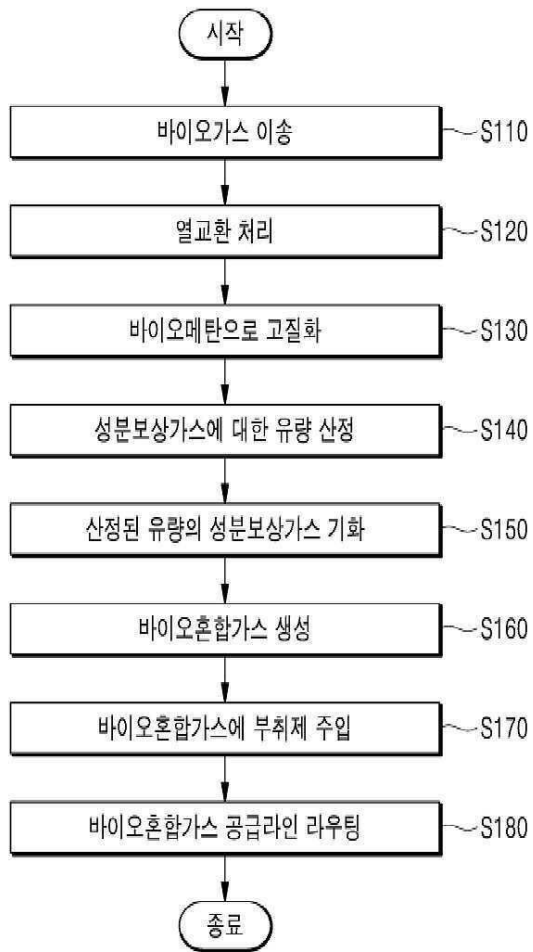 시작
바이오가스 이송 S110
열교환 처리 S120
바이오메탄으로 고질화 S130
성분보상가스에 대한 유량 산정 S140
산정된 유량의 성분보상가스 기화 S150
바이오혼합가스 생성 S160
바이오혼합가스에 부취제 주입 S170
바이오혼합가스 공급라인 라우팅 S180
종료